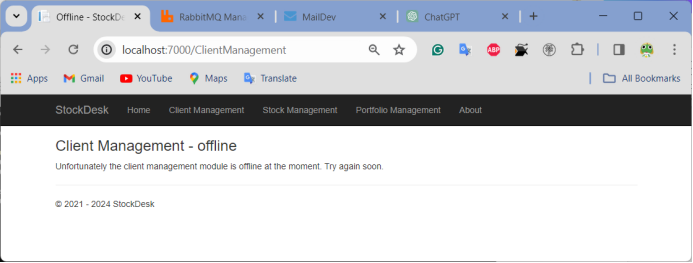 Offline - StockDesk
RabbitMQ Mana
MailDev
ChatGPT
localhost:7000/ClientManagement
Apps
Gmail
YouTube
Maps
Translate
All Bookmarks
StockDesk Home Client Management Stock Management Portfolio Management About
Client Management - offline
Unfortunately the client management module is offline at the moment. Try again soon.
© 2021 - 2024 StockDesk